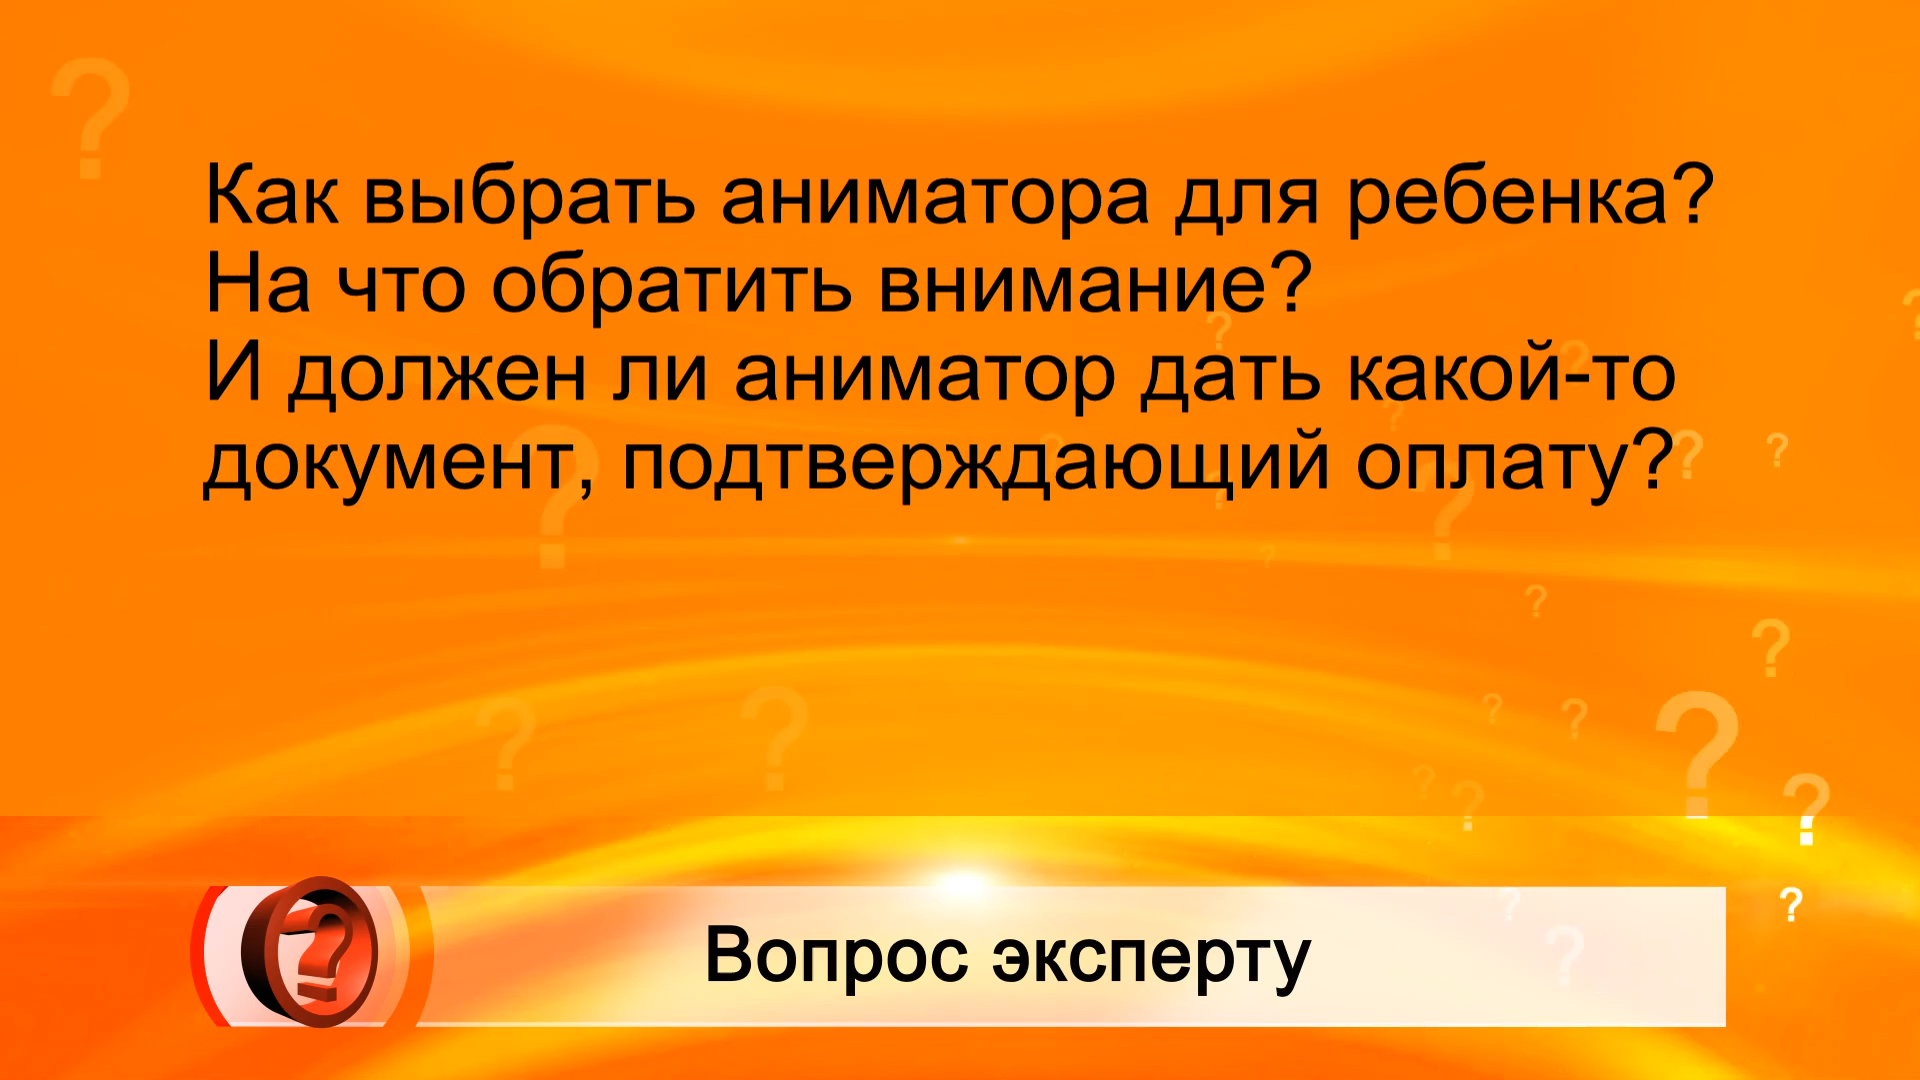 Как выбрать аниматора для ребенка?
На что обратить внимание?
И должен ли аниматор дать какой-то
документ, подтверждающий оплату?
Вопрос эксперту